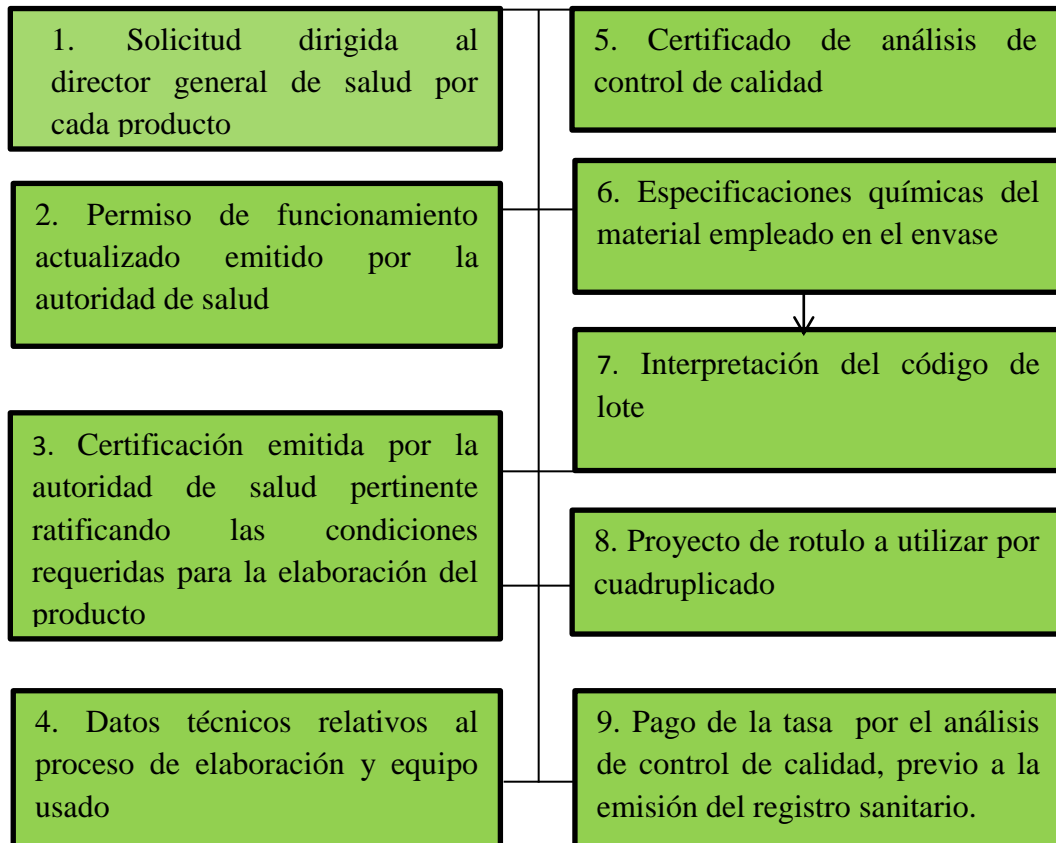 1. Solicitud dirigida al
director general de salud por
cada producto
2. Permiso de funcionamiento
actualizado emitido por la
autoridad de salud
3. Certificación emitida por la
autoridad de salud pertinente
ratificando las condiciones
requeridas para la elaboración del
producto
4. Datos técnicos relativos al
proceso de elaboración y equipo
usado
5. Certificado de análisis de
control de calidad
6. Especificaciones químicas del
material empleado en el envase
7. Interpretación del código de
lote
8. Proyecto de rotulo a utilizar por
cuadruplicado
9. Pago de la tasa por el análisis
de control de calidad, previo a la
emisión del registro sanitario.